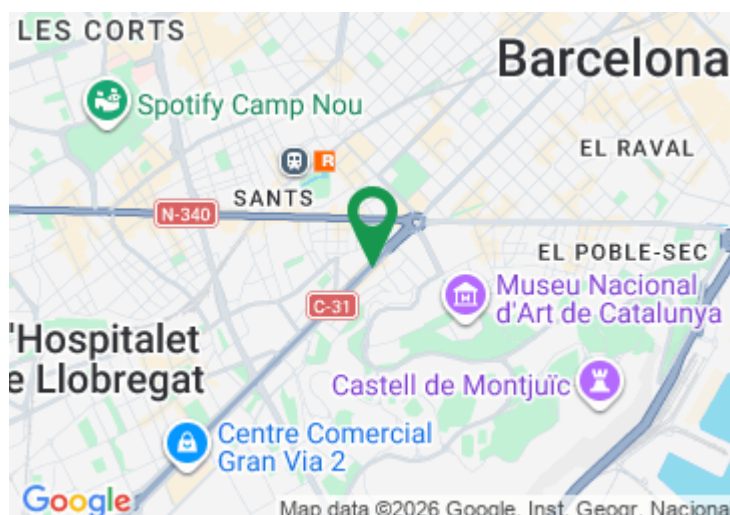 LES CORTS
Barcelona
Spotify Camp Nou
R
EL RAVAL
SANTS
N-340
EL POBLE-SEC
Museu Nacional
d'Art de Catalunya
C-31
'Hospitalet
e Llobregat
Castell de Montjuïc
Centre Comercial
Gran Via 2
Google
Map data ©2026 Google, Inst. Geogr. Naciona